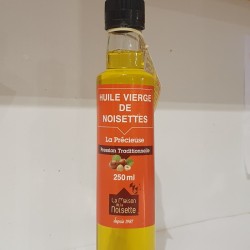 HUILE VIERGE
DE
NOISETTES
La Précieuse
Pression Traditionnelle
250 ml
La Maison
de la
Noisette